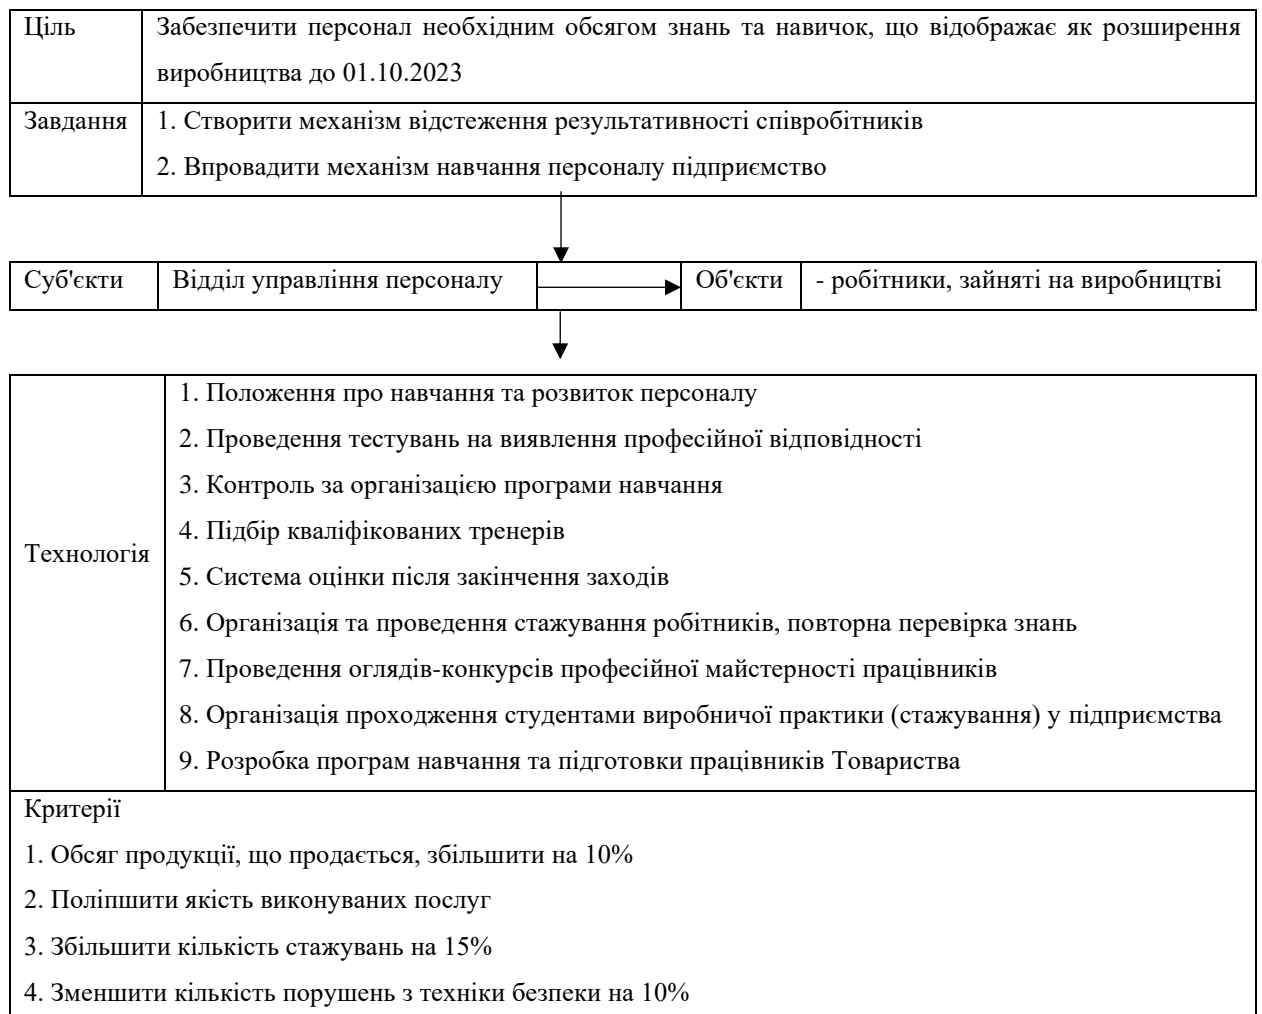 Ціль
Забезпечити персонал необхідним обсягом знань та навичок, що відображає як розширення
виробництва до 01.10.2023
Завдання
1. Створити механізм відстеження результативності співробітників
2. Впровадити механізм навчання персоналу підприємство
Суб'єкти
Відділ управління персоналу
Об'єкти
- робітники, зайняті на виробництві
Технологія
1. Положення про навчання та розвиток персоналу
2. Проведення тестувань на виявлення професійної відповідності
3. Контроль за організацією програми навчання
4. Підбір кваліфікованих тренерів
5. Система оцінки після закінчення заходів
6. Організація та проведення стажування робітників, повторна перевірка знань
7. Проведення оглядів-конкурсів професійної майстерності працівників
8. Організація проходження студентами виробничої практики (стажування) у підприємства
9. Розробка програм навчання та підготовки працівників Товариства
Критерії
1. Обсяг продукції, що продається, збільшити на 10%
2. Поліпшити якість виконуваних послуг
3. Збільшити кількість стажувань на 15%
4. Зменшити кількість порушень з техніки безпеки на 10%